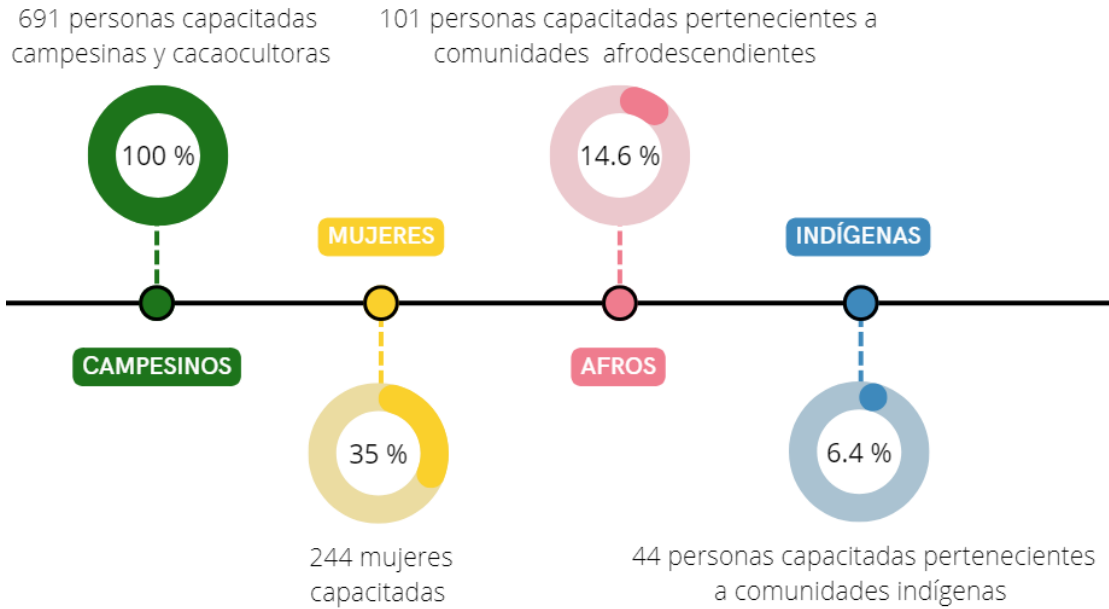 691 personas capacitadas
campesinas y cacaocultoras
100 %
CAMPESINOS
MUJERES
35 %
244 mujeres
capacitadas
101 personas capacitadas pertenecientes a
comunidades afrodescendientes
14.6 %
AFROS
INDÍGENAS
6.4 %
44 personas capacitadas pertenecientes
a comunidades indígenas